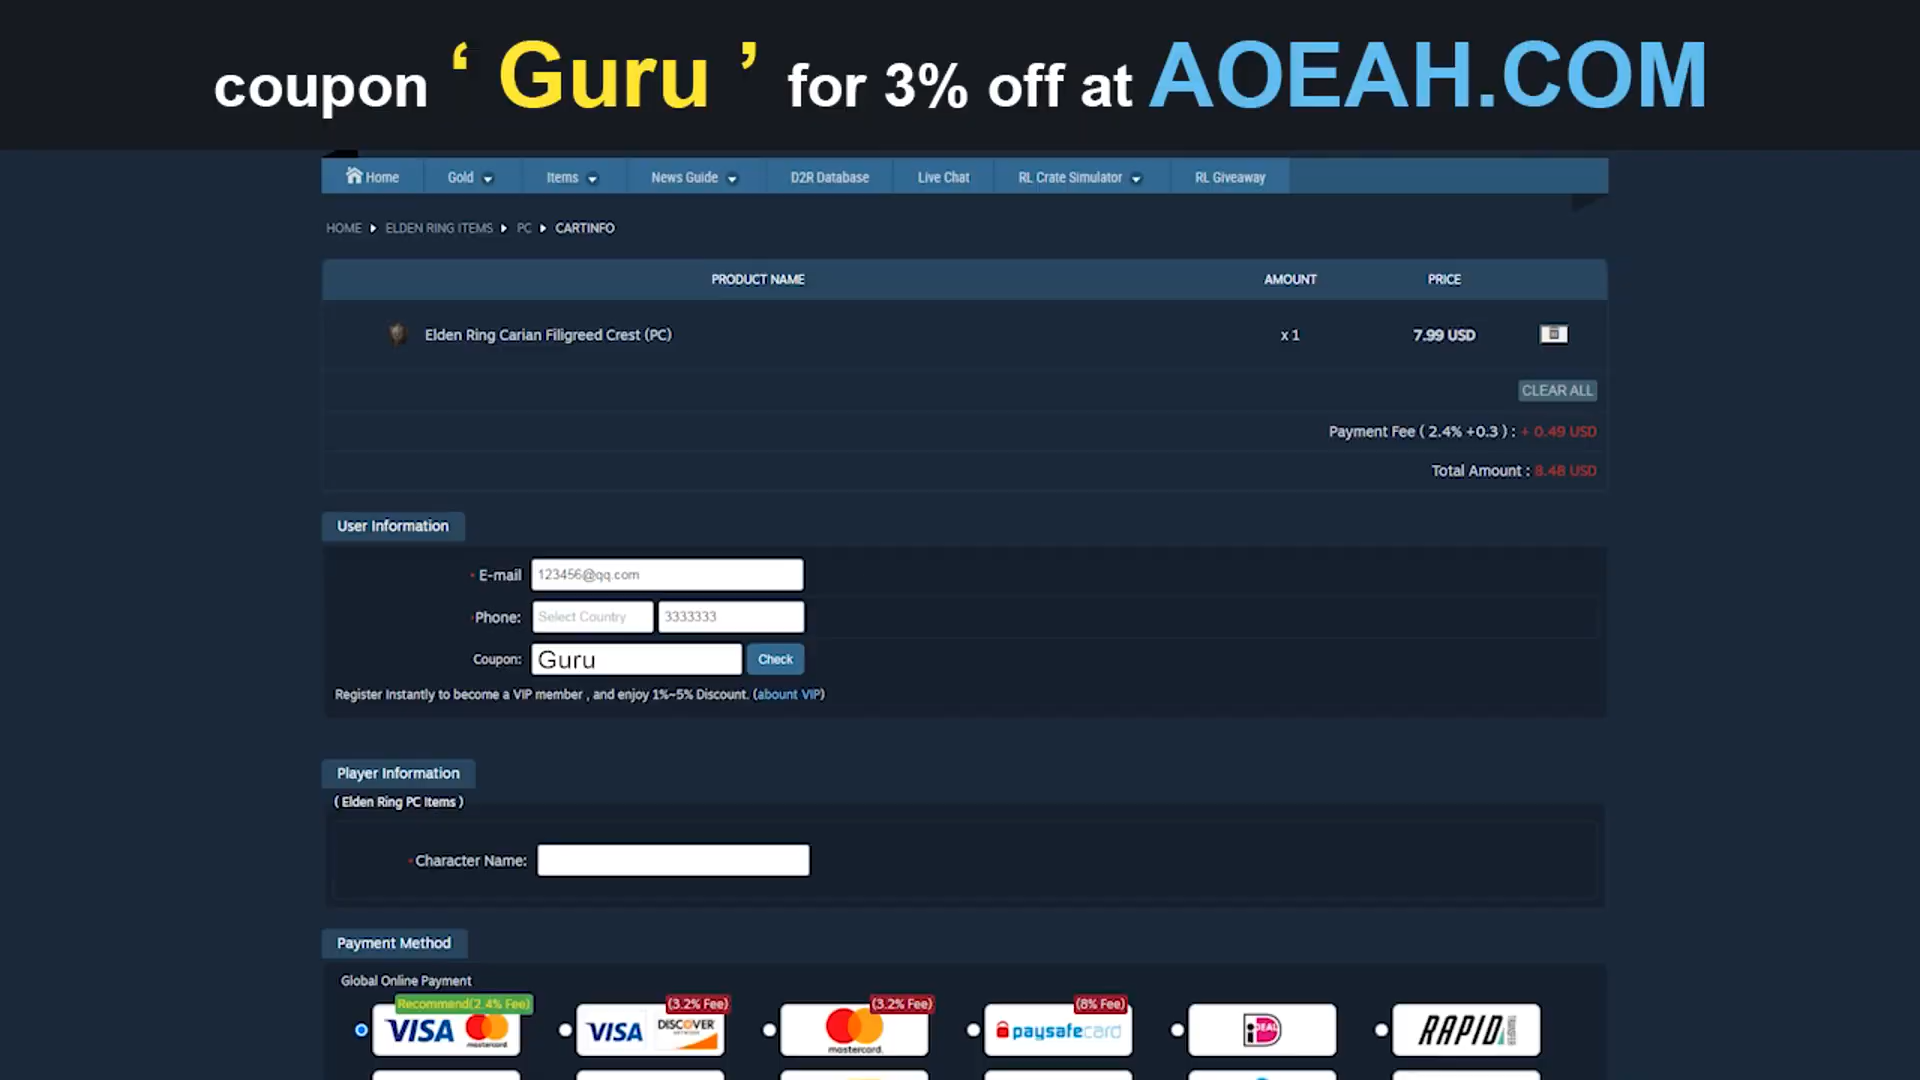 coupon ‘ Guru ’ for 3% off at AOEAH.COM
Home Gold Items News Guide D2R Database Live Chat RL Crate Simulator RL Giveaway
HOME ELDEN RING ITEMS PC CARTINFO
PRODUCT NAME AMOUNT PRICE
Elden Ring Carian Filigreed Crest (PC) x 1 7.99 USD
CLEAR ALL
Payment Fee ( 2.4% +0.3 ) : + 0.49 USD
Total Amount : 8.48 USD
User Information
* E-mail 123456@qq.com
*Phone: Select Country 3333333
Coupon: Guru Check
Register Instantly to become a VIP member , and enjoy 1%~5% Discount. (abount VIP)
Player Information
( Elden Ring PC Items )
*Character Name:
Payment Method
Global Online Payment
Recommend(2.4% Fee) (3.2% Fee) (3.2% Fee) (8% Fee)
VISA mastercard VISA DISCOVER mastercard. paysafecard iDEAL RAPID